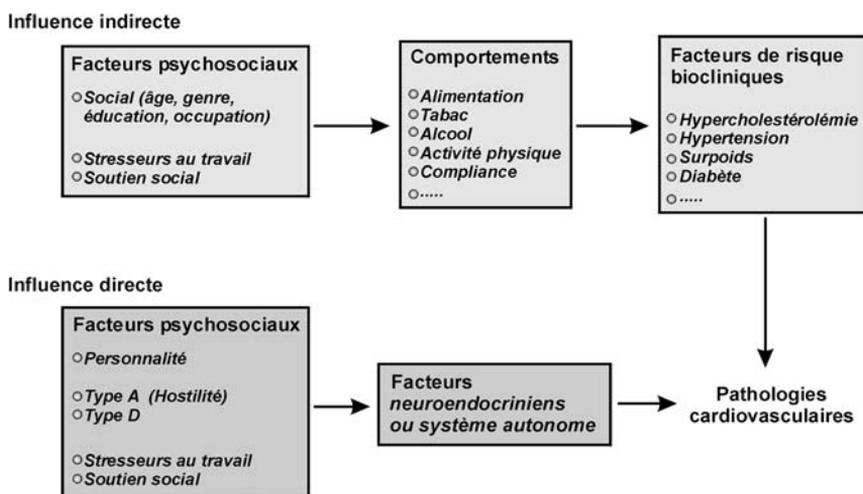 Influence indirecte
Facteurs psychosociaux
Social (âge, genre,
éducation, occupation)
Stresseurs au travail
Soutien social
Comportements
Alimentation
Tabac
Alcool
Activité physique
Compliance
.....
Facteurs de risque
biocliniques
Hypercholestérolémie
Hypertension
Surpoids
Diabète
.....
Influence directe
Facteurs psychosociaux
Personnalité
Type A (Hostilité)
Type D
Stresseurs au travail
Soutien social
Facteurs
neuroendocriniens
ou système autonome
Pathologies
cardiovasculaires